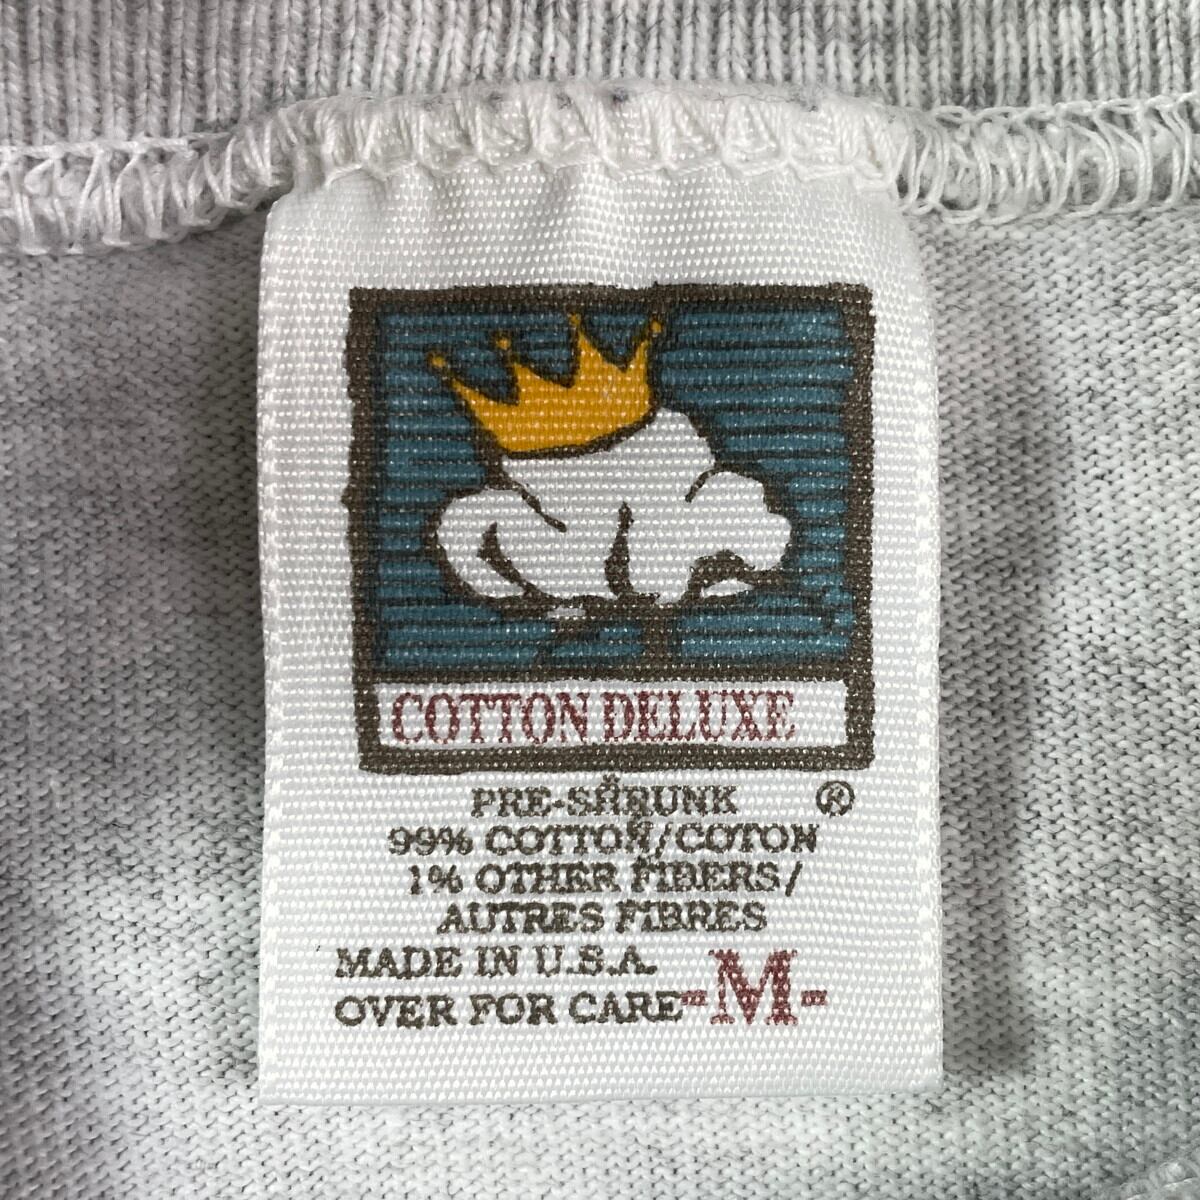 COTTON DELUXE
PRE-SHRUNK ®
99% COTTON/COTON
1% OTHER FIBERS/
AUTRES FIBRES
MADE IN U.S.A.
OVER FOR CARE -M-